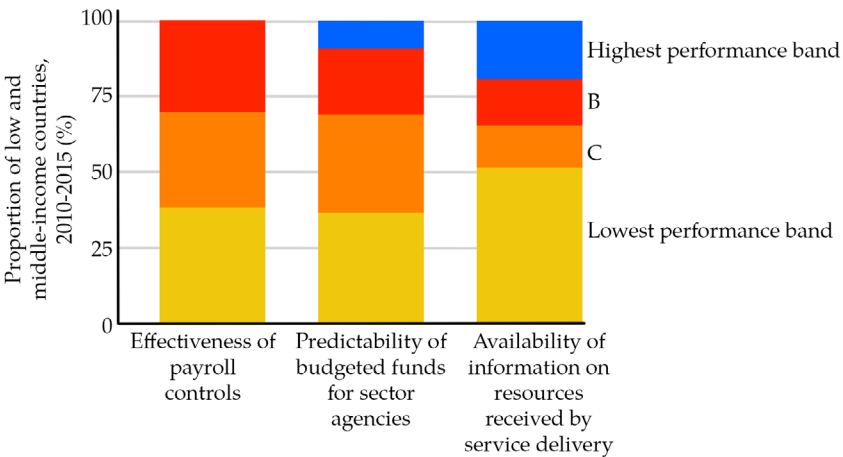 Proportion of low and
middle-income countries,
2010-2015 (%)
100
75
50
25
0
Highest performance band
B
C
Lowest performance band
Effectiveness of
payroll
controls
Predictability of
budgeted funds
for sector
agencies
Availability of
information on
resources
received by
service delivery